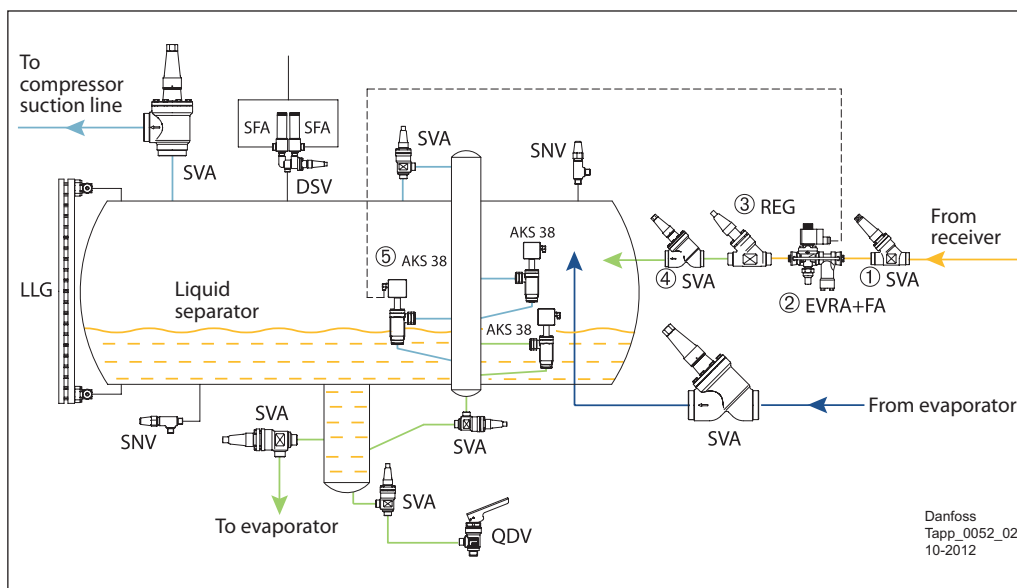 To
compressor
suction line
SVA
SFA
SFA
DSV
SVA
SNV
③ REG
From
receiver
④ SVA
① SVA
② EVRA+FA
AKS 38
⑤ AKS 38
AKS 38
LLG
Liquid
separator
From evaporator
SVA
SNV
SVA
SVA
To evaporator
SVA
QDV
Danfoss
Tapp_0052_02
10-2012